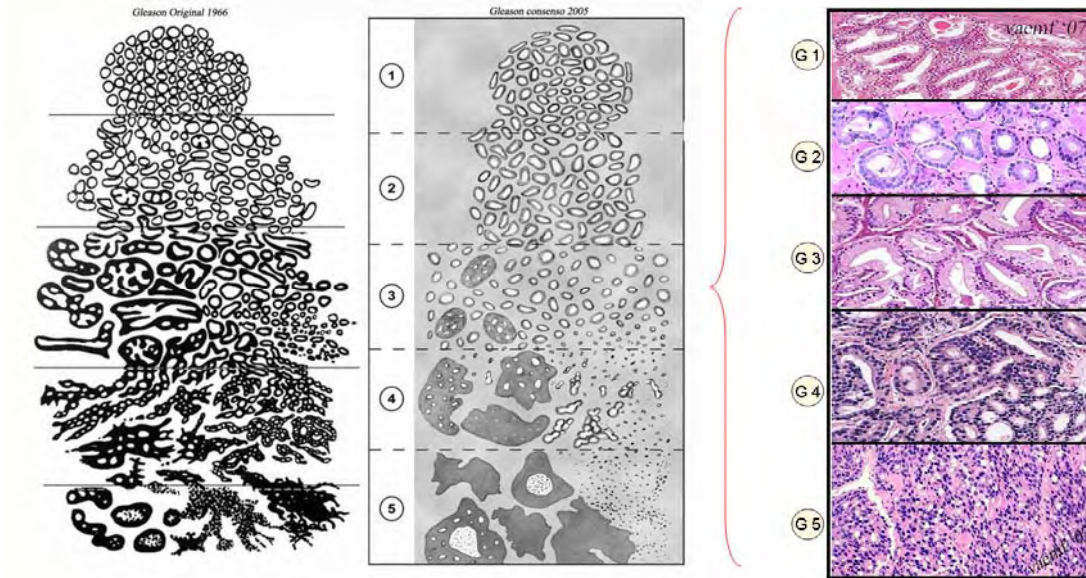 Gleason Original 1966
Gleason consenso 2005
1
2
3
4
5
G 1
G 2
G 3
G 4
G 5
vacmf '07